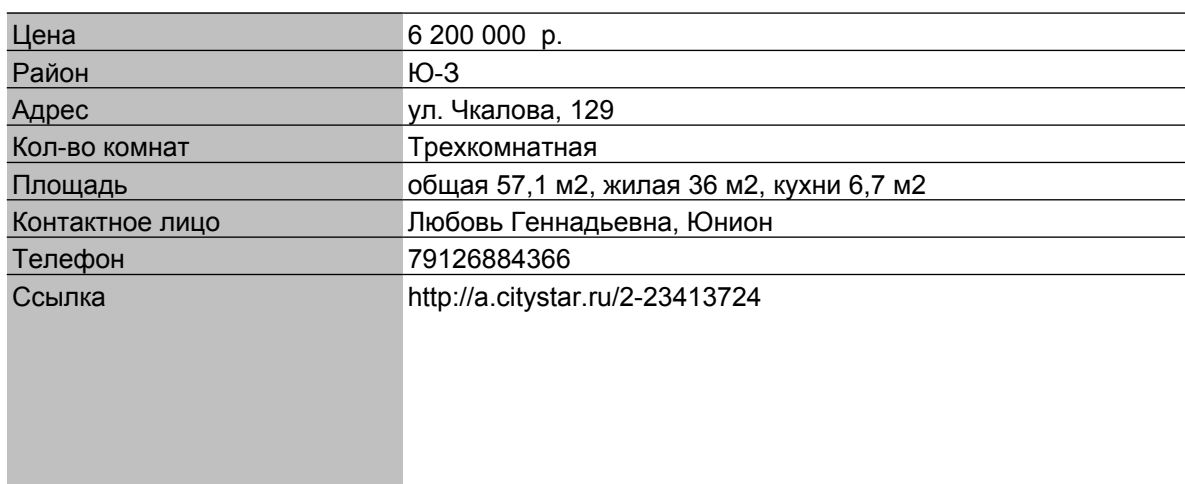 Цена 6 200 000 р.
Район Ю-З
Адрес ул. Чкалова, 129
Кол-во комнат Трехкомнатная
Площадь общая 57,1 м2, жилая 36 м2, кухни 6,7 м2
Контактное лицо Любовь Геннадьевна, Юнион
Телефон 79126884366
Ссылка http://a.citystar.ru/2-23413724